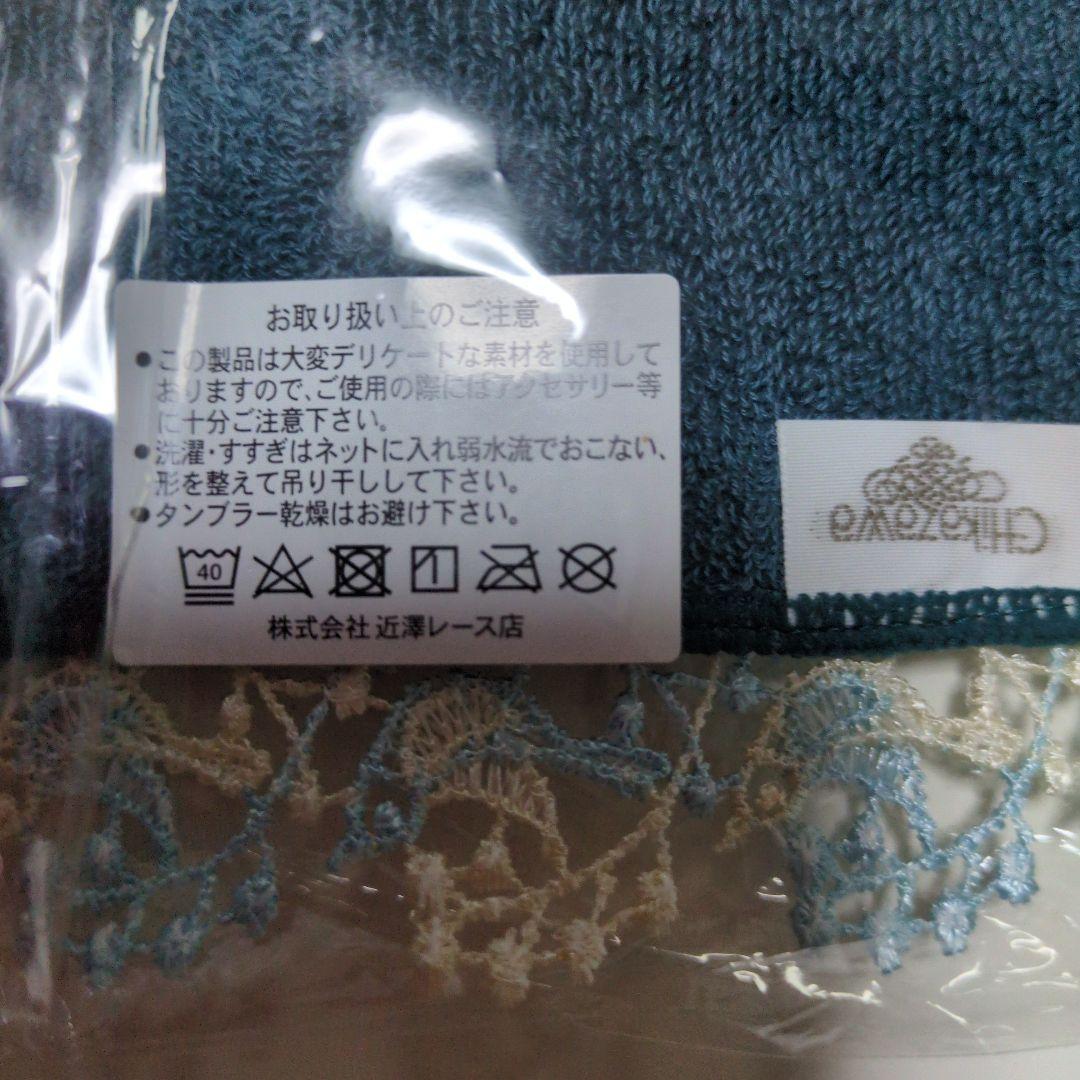 お取り扱い上のご注意
●この製品は大変デリケートな素材を使用して
おりますので、ご使用の際にはアクセサリー等
に十分ご注意下さい。
●洗濯・すすぎはネットに入れ弱水流でおこない、
形を整えて吊り干しして下さい。
●タンブラー乾燥はお避け下さい。
40
株式会社 近澤レース店
CHikazawa